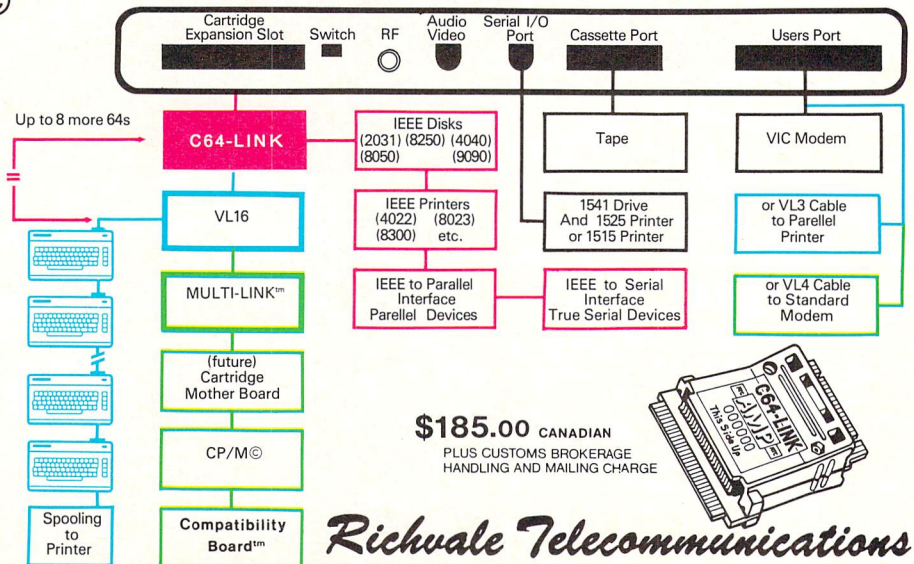 Cartridge
Expansion Slot
Switch
RF
Audio
Video
Serial I/O
Port
Cassette Port
Users Port
Up to 8 more 64s
C64-LINK
IEEE Disks
(2031) (8250) (4040)
(8050) (9090)
Tape
VIC Modem
VL16
IEEE Printers
(4022) (8023)
(8300) etc.
1541 Drive
And 1525 Printer
or 1515 Printer
or VL3 Cable
to Parellel
Printer
MULTI-LINK™
IEEE to Parallel
Interface
Parellel Devices
IEEE to Serial
Interface
True Serial Devices
or VL4 Cable
to Standard
Modem
(future)
Cartridge
Mother Board
CP/M©
Spooling
to
Printer
Compatibility
Board™
$185.00 CANADIAN
PLUS CUSTOMS BROKERAGE
HANDLING AND MAILING CHARGE
C64-LINK
000000
This Side Up
Richvale Telecommunications